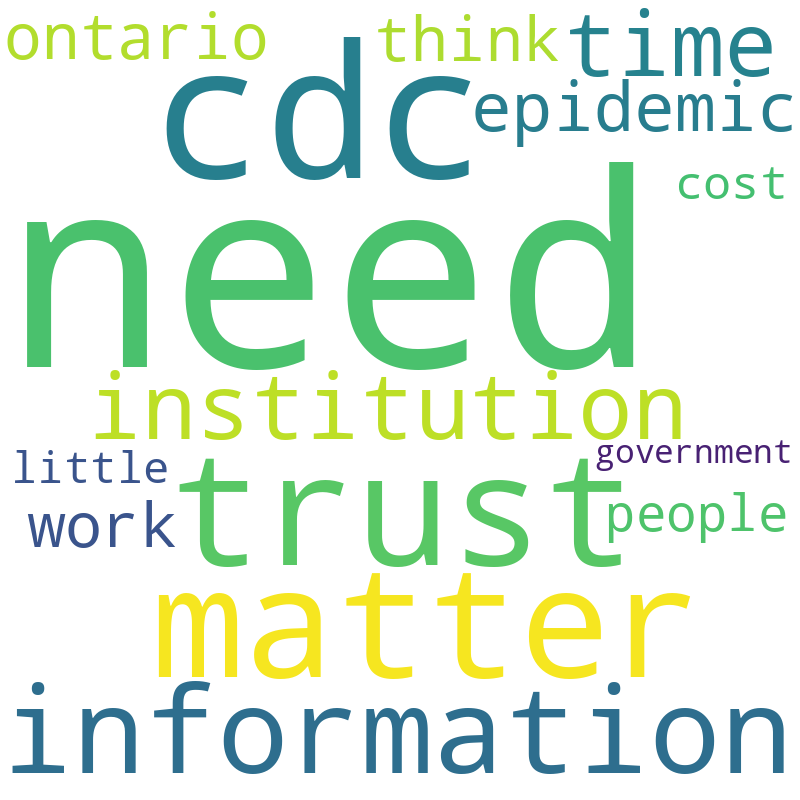 ontario think time
cdc epidemic
cost
need
institution
little government
trust
work people
matter
information